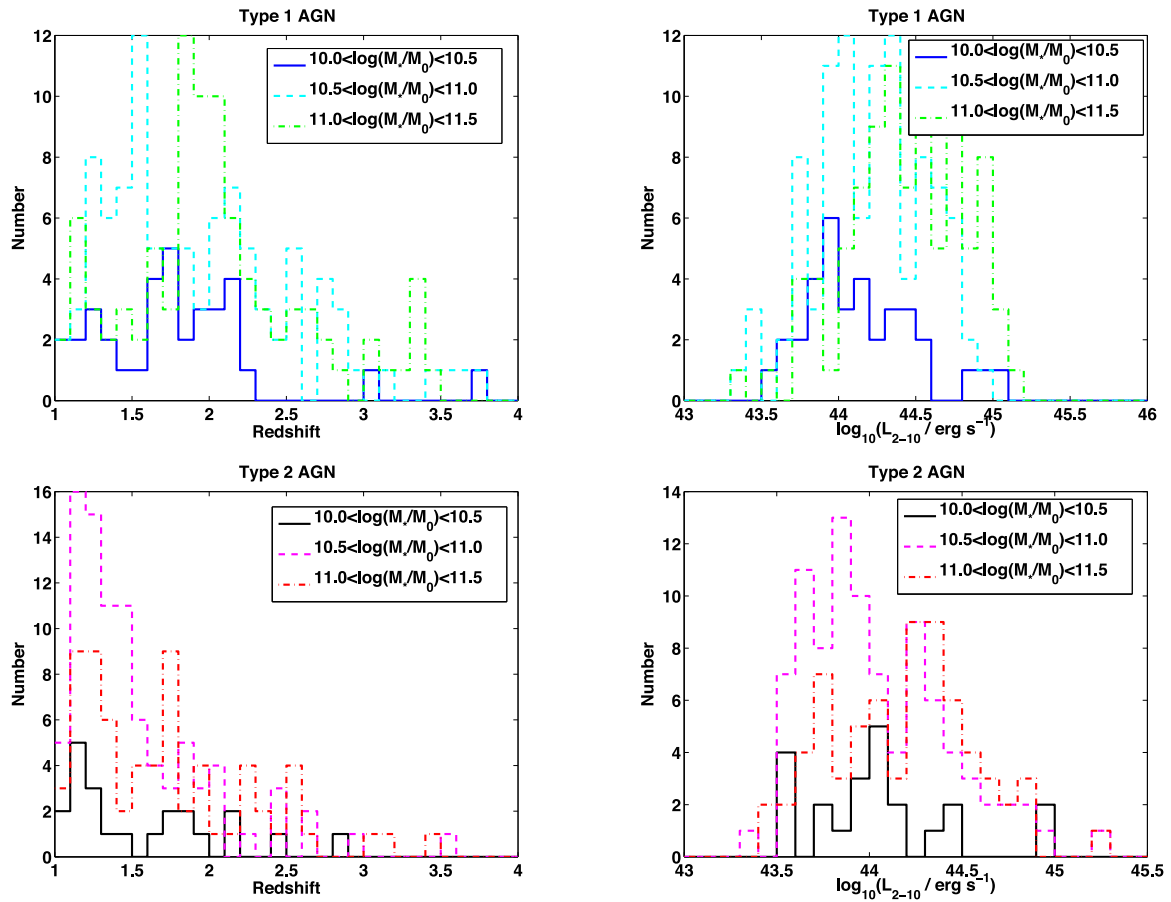 Type 1 AGN
12
10
8
6
4
2
0
Number
10.0<log(M*/M0)<10.5
10.5<log(M*/M0)<11.0
11.0<log(M*/M0)<11.5
1 1.5 2 2.5 3 3.5 4
Redshift
Type 1 AGN
12
10
8
6
4
2
0
Number
10.0<log(M*/M0)<10.5
10.5<log(M*/M0)<11.0
11.0<log(M*/M0)<11.5
43 43.5 44 44.5 45 45.5 46
log10(L2−10 / erg s−1)
Type 2 AGN
16
14
12
10
8
6
4
2
0
Number
10.0<log(M*/M0)<10.5
10.5<log(M*/M0)<11.0
11.0<log(M*/M0)<11.5
1 1.5 2 2.5 3 3.5 4
Redshift
Type 2 AGN
14
12
10
8
6
4
2
0
Number
10.0<log(M*/M0)<10.5
10.5<log(M*/M0)<11.0
11.0<log(M*/M0)<11.5
43 43.5 44 44.5 45 45.5
log10(L2−10 / erg s−1)